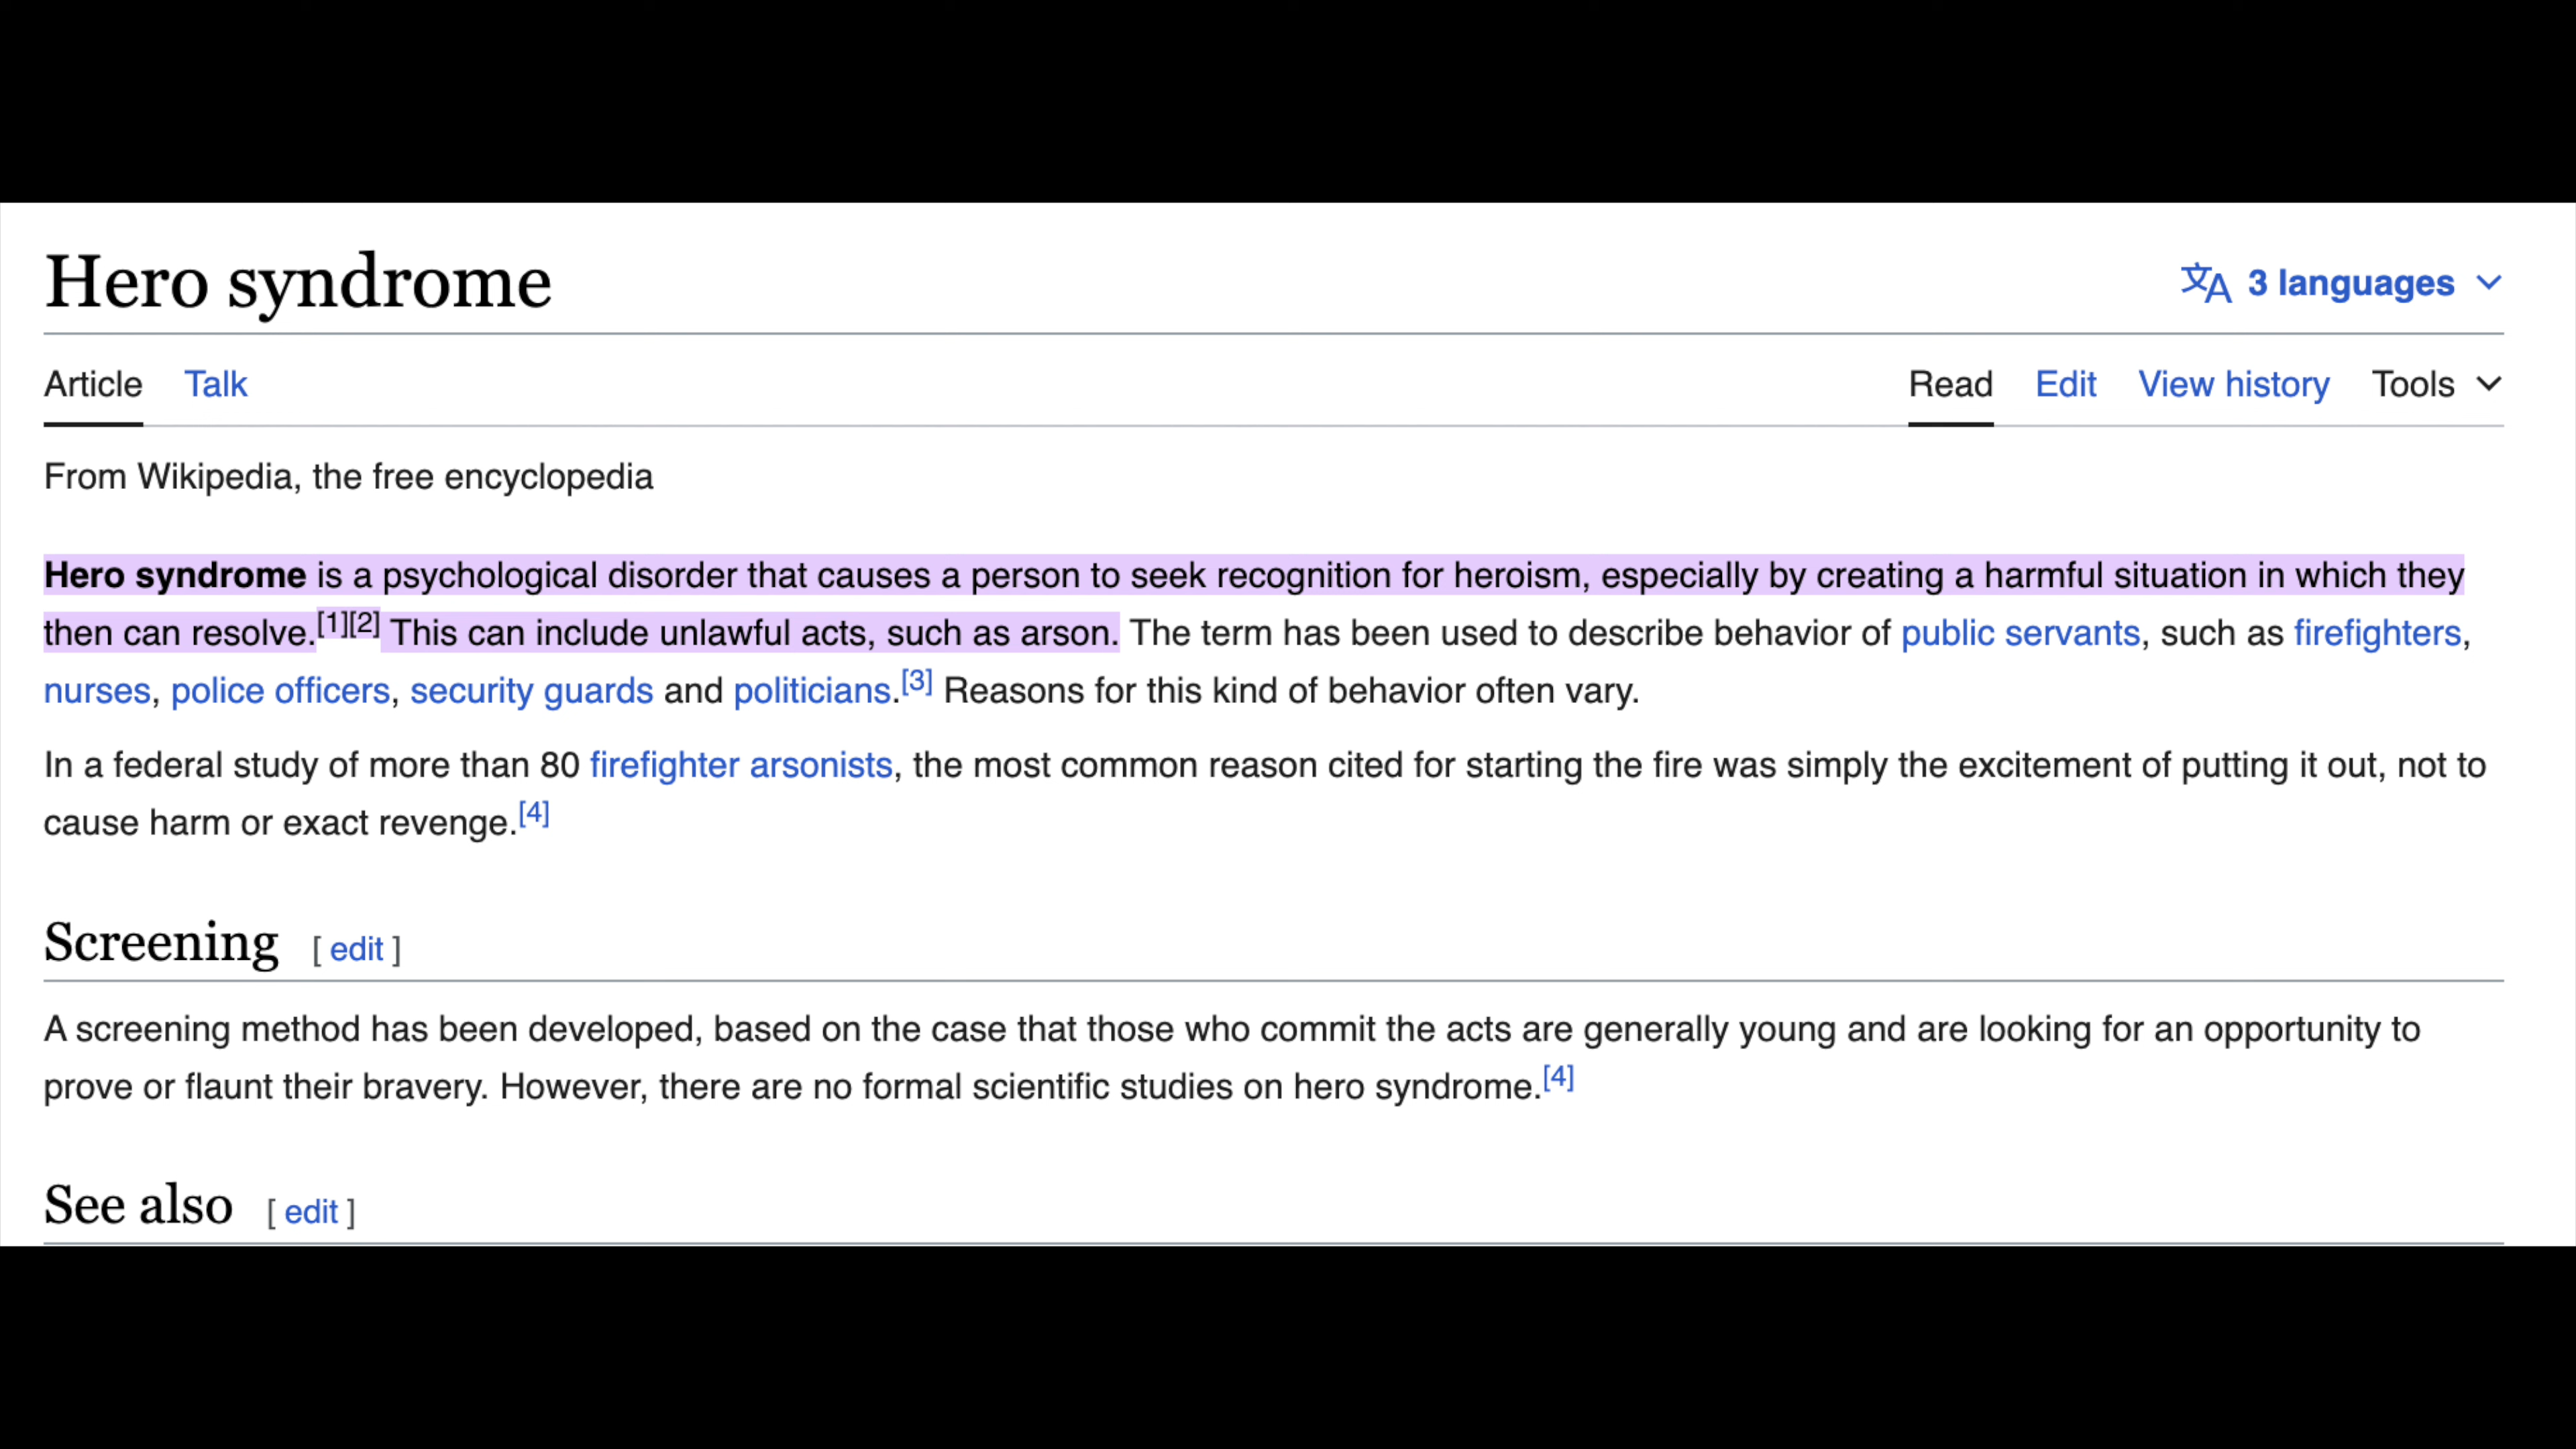 Hero syndrome
文A 3 languages
Article Talk Read Edit View history Tools
From Wikipedia, the free encyclopedia
Hero syndrome is a psychological disorder that causes a person to seek recognition for heroism, especially by creating a harmful situation in which they
then can resolve.[1][2] This can include unlawful acts, such as arson. The term has been used to describe behavior of public servants, such as firefighters,
nurses, police officers, security guards and politicians.[3] Reasons for this kind of behavior often vary.
In a federal study of more than 80 firefighter arsonists, the most common reason cited for starting the fire was simply the excitement of putting it out, not to
cause harm or exact revenge.[4]
Screening [ edit ]
A screening method has been developed, based on the case that those who commit the acts are generally young and are looking for an opportunity to
prove or flaunt their bravery. However, there are no formal scientific studies on hero syndrome.[4]
See also [ edit ]